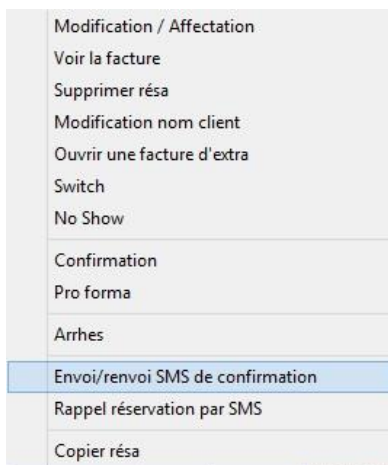 Modification / Affectation
Voir la facture
Supprimer résa
Modification nom client
Ouvrir une facture d'extra
Switch
No Show
Confirmation
Pro forma
Arrhes
Envoi/renvoi SMS de confirmation
Rappel réservation par SMS
Copier résa